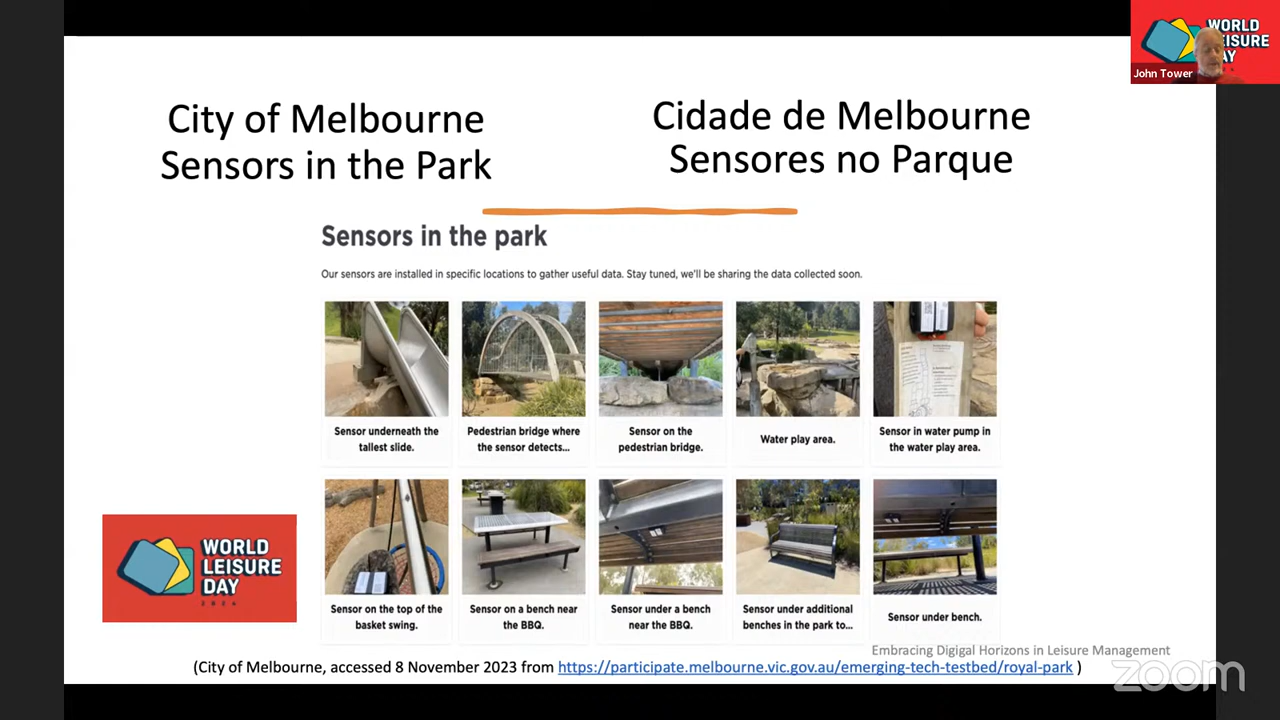 WORLD
LEISURE
DAY
John Tower
City of Melbourne
Sensors in the Park
Cidade de Melbourne
Sensores no Parque
Sensors in the park
Our sensors are installed in specific locations to gather useful data. Stay tuned, we'll be sharing the data collected soon.
Sensor underneath the
tallest slide.
Pedestrian bridge where
the sensor detects...
Sensor on the
pedestrian bridge.
Water play area.
Sensor in water pump in
the water play area.
Sensor on the top of the
basket swing.
Sensor on a bench near
the BBQ.
Sensor under a bench
near the BBQ.
Sensor under additional
benches in the park to...
Sensor under bench.
WORLD
LEISURE
DAY
2024
Embracing Digigal Horizons in Leisure Management
(City of Melbourne, accessed 8 November 2023 from https://participate.melbourne.vic.gov.au/emerging-tech-testbed/royal-park )
zoom